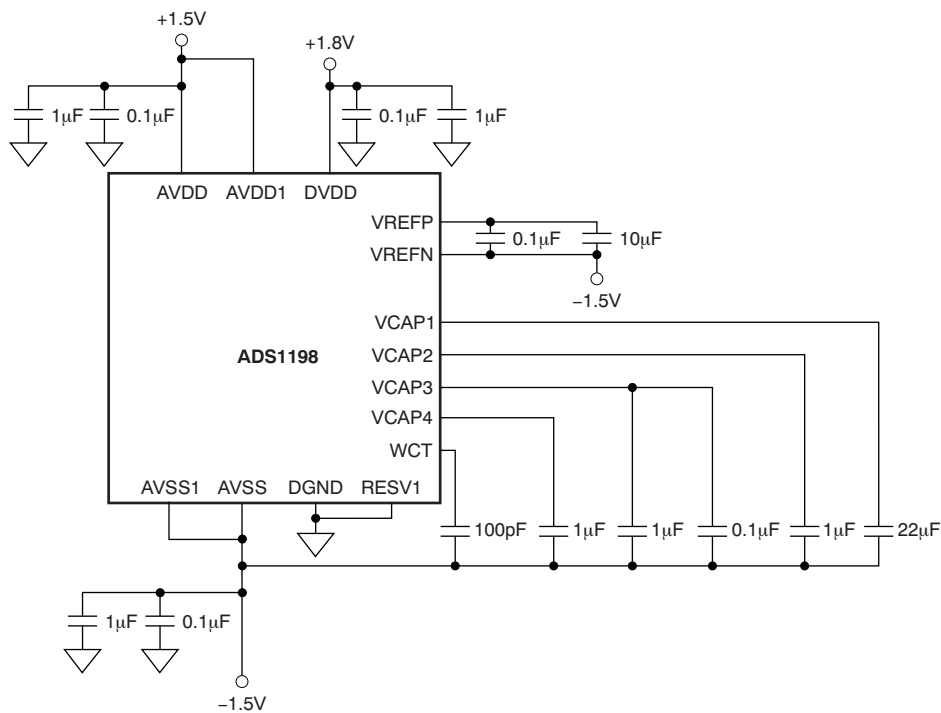 +1.5V
+1.8V
1μF
0.1μF
0.1μF
1μF
AVDD
AVDD1
DVDD
VREFP
0.1μF
10μF
VREFN
−1.5V
VCAP1
ADS1198
VCAP2
VCAP3
VCAP4
WCT
AVSS1
AVSS
DGND
RESV1
100pF
1μF
1μF
0.1μF
1μF
22μF
1μF
0.1μF
−1.5V